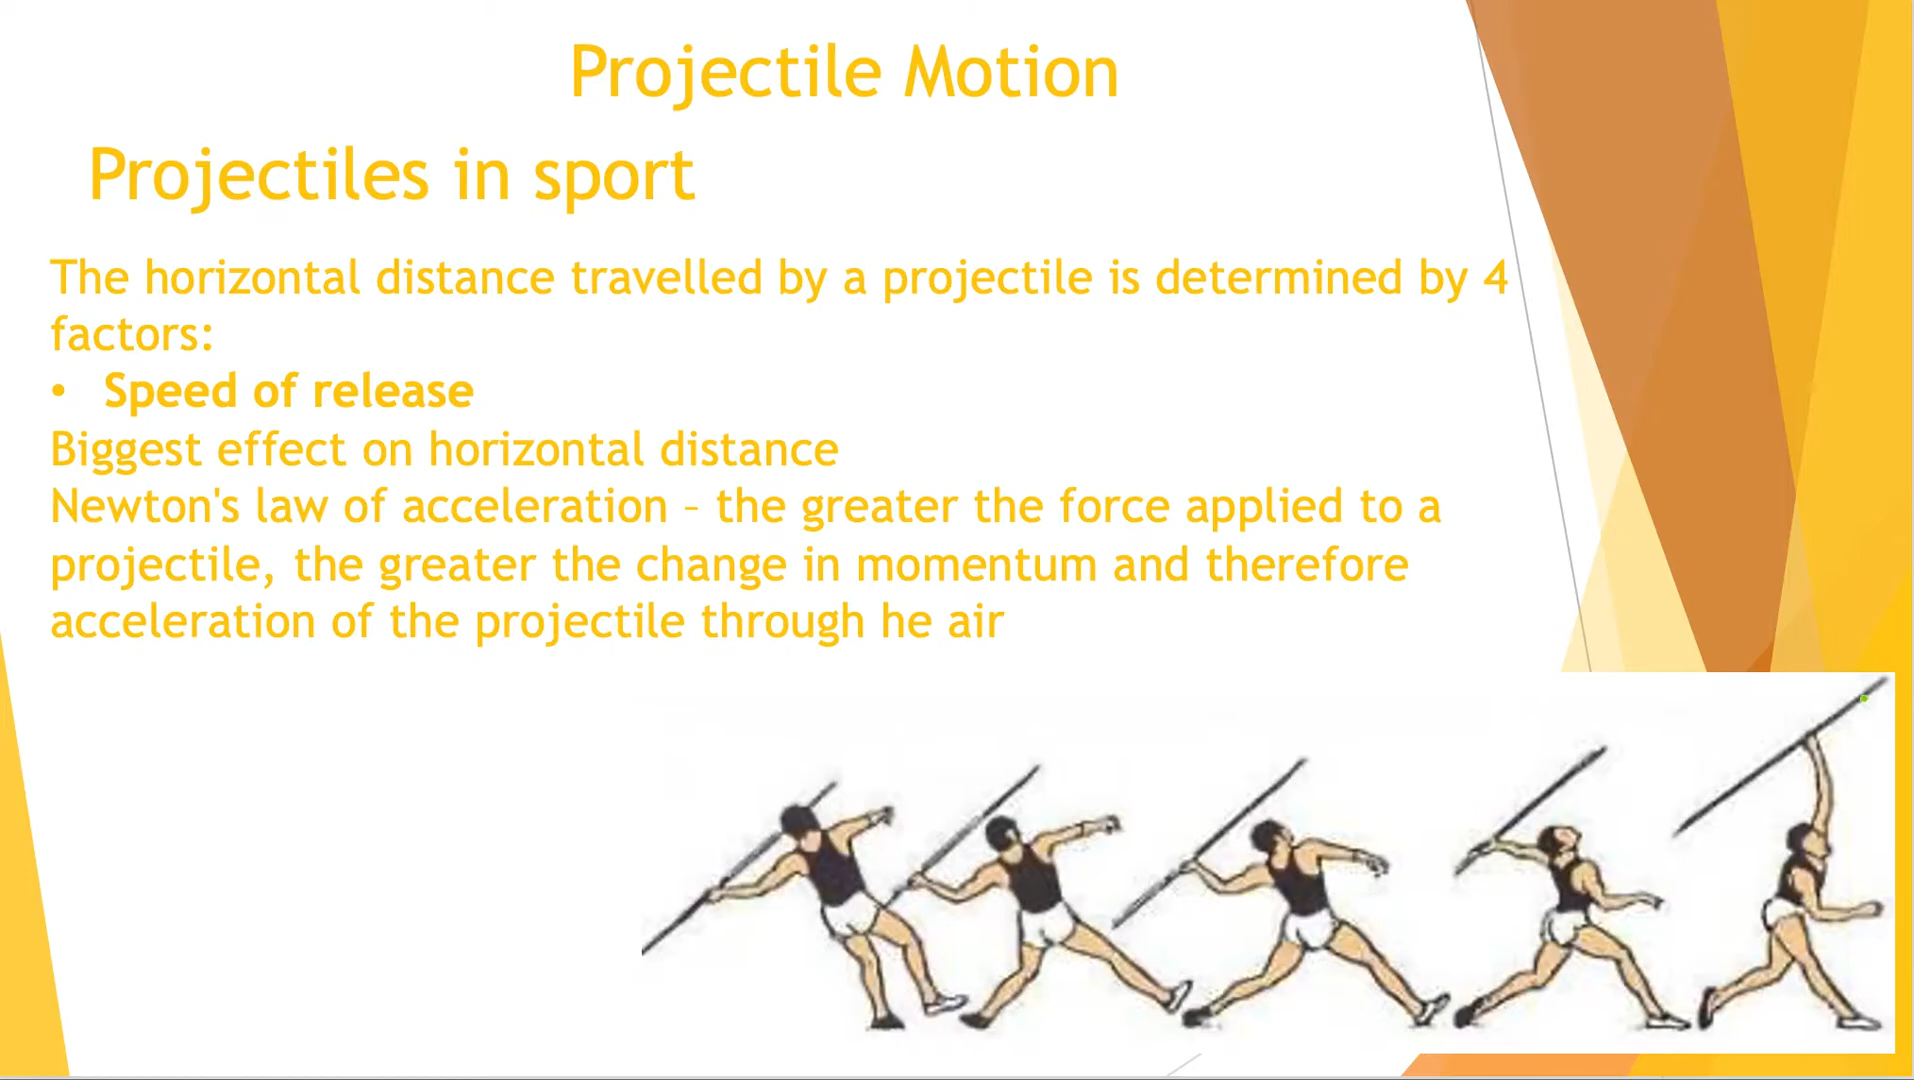 Projectile Motion
Projectiles in sport
The horizontal distance travelled by a projectile is determined by 4
factors:
• Speed of release
Biggest effect on horizontal distance
Newton's law of acceleration – the greater the force applied to a
projectile, the greater the change in momentum and therefore
acceleration of the projectile through he air